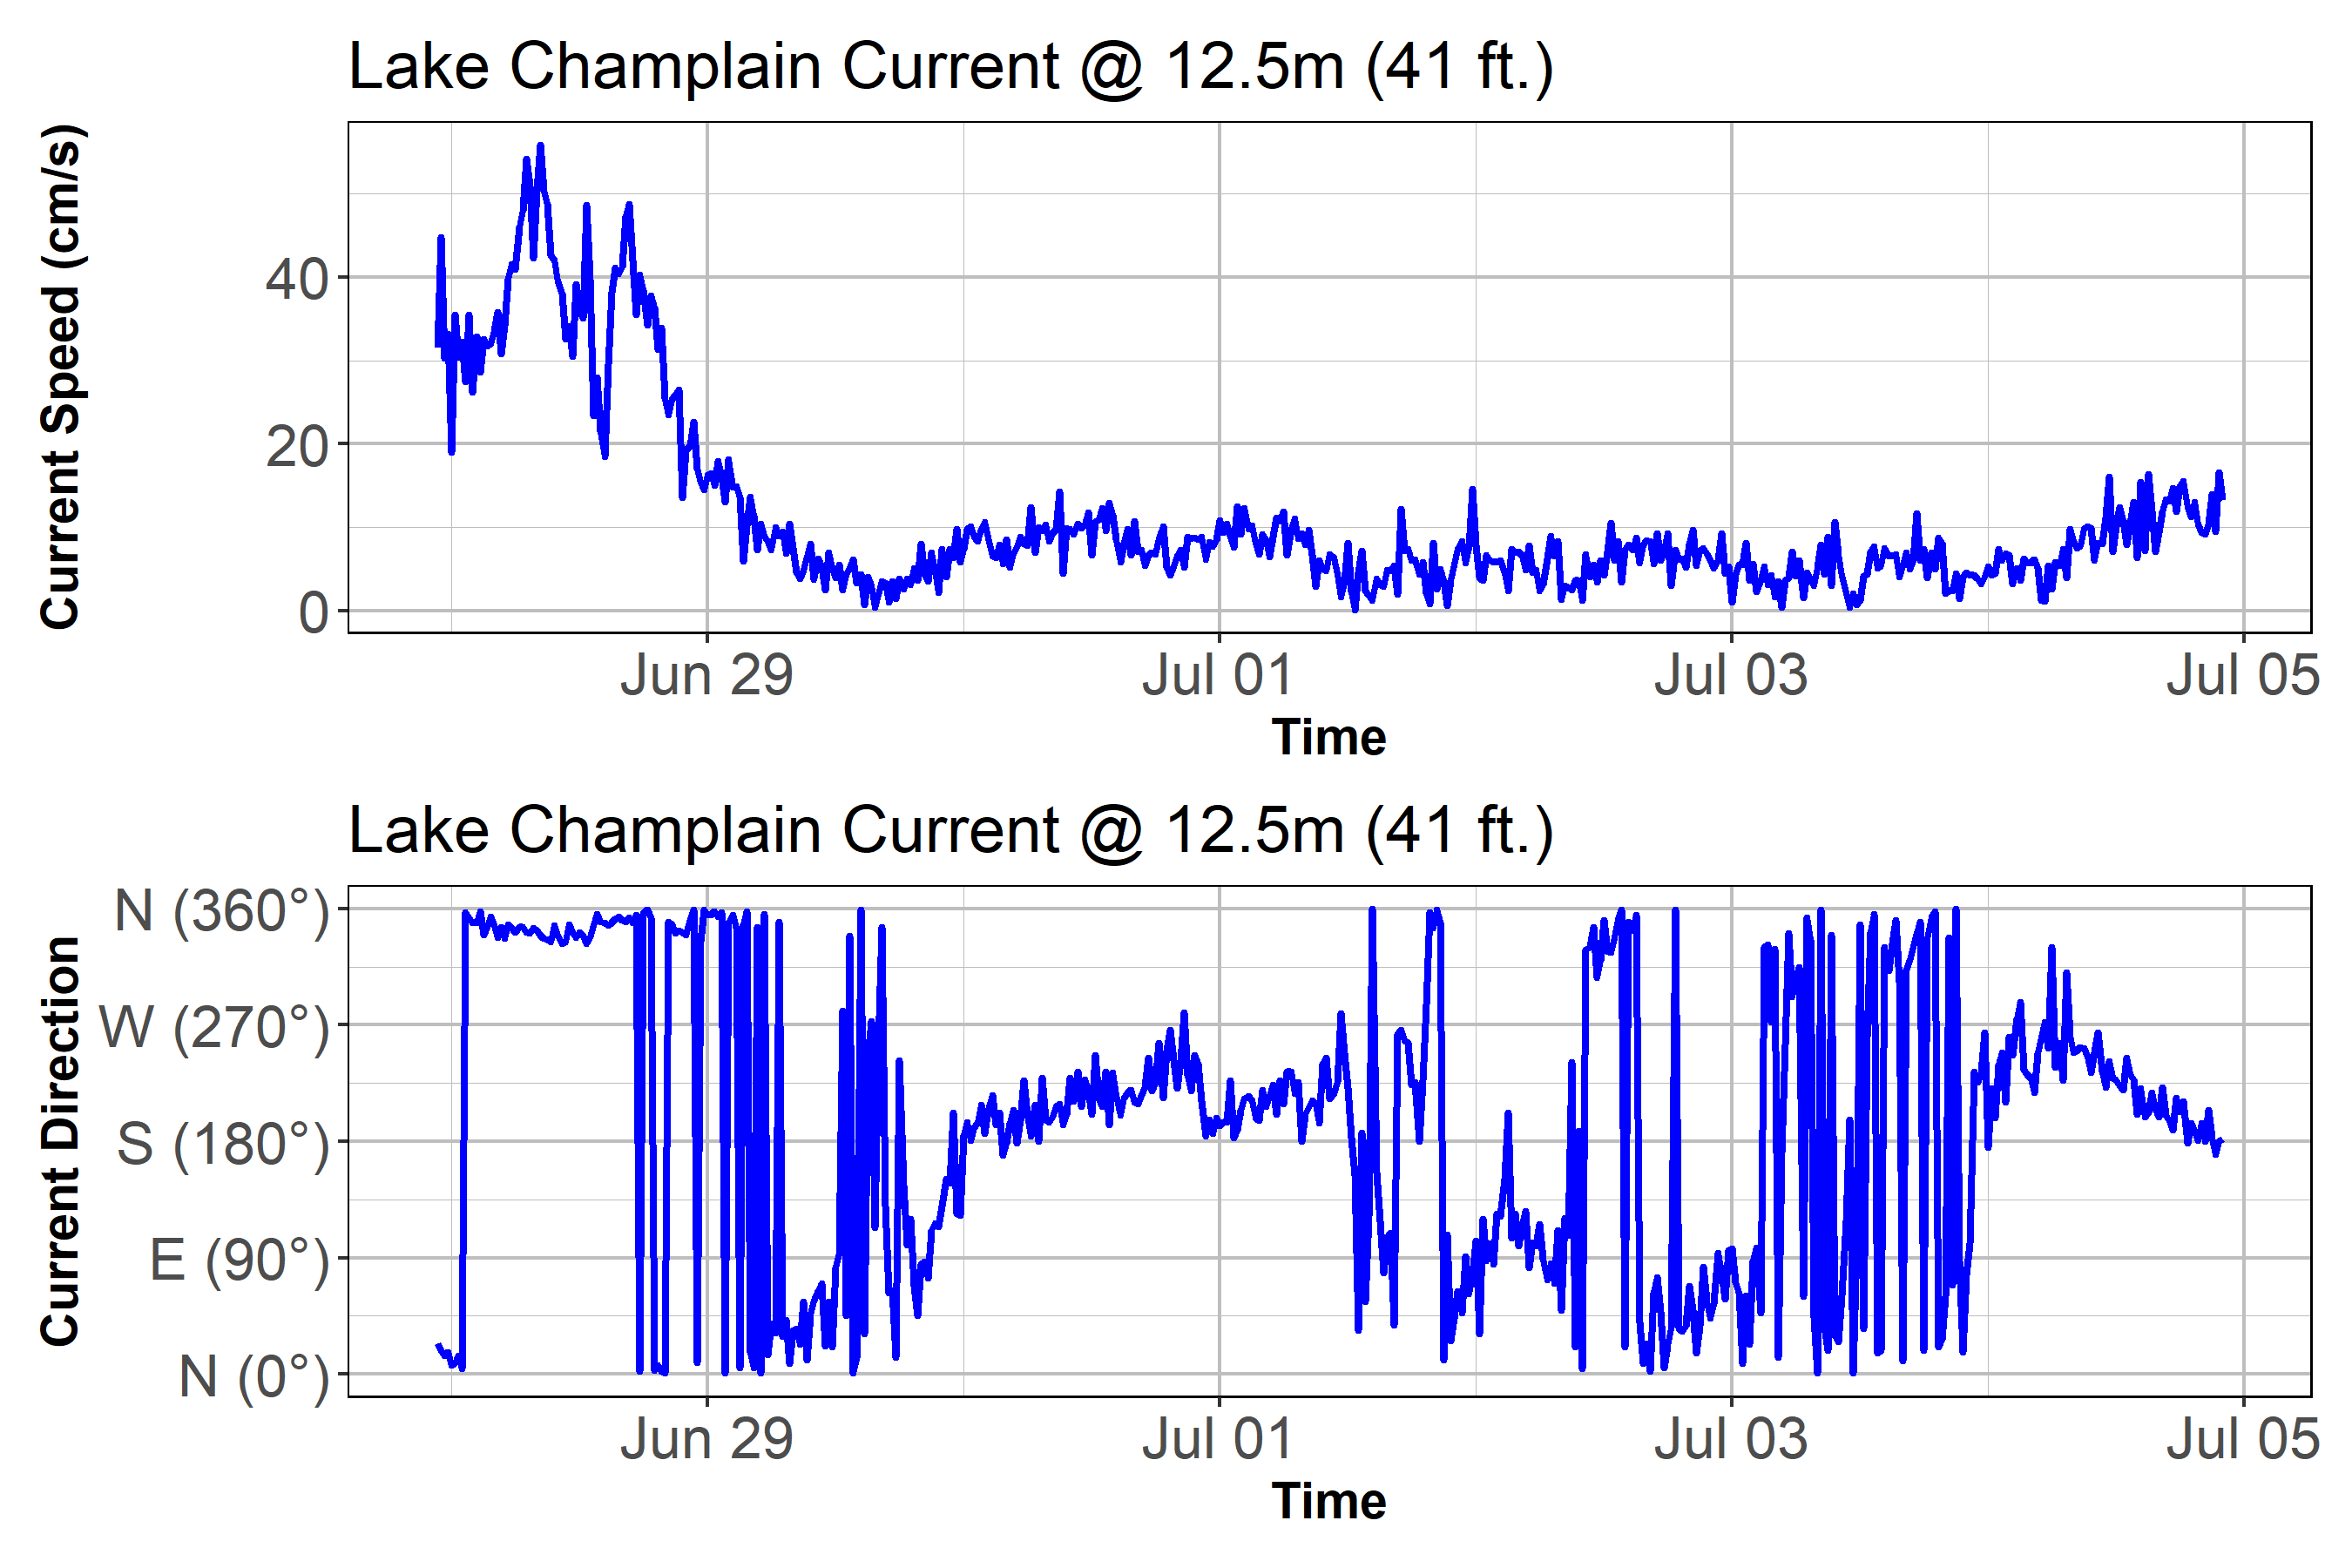 Lake Champlain Current @ 12.5m (41 ft.)
Current Speed (cm/s)
40
20
0
Jun 29 Jul 01 Jul 03 Jul 05
Time
Lake Champlain Current @ 12.5m (41 ft.)
Current Direction
N (360°)
W (270°)
S (180°)
E (90°)
N (0°)
Jun 29 Jul 01 Jul 03 Jul 05
Time